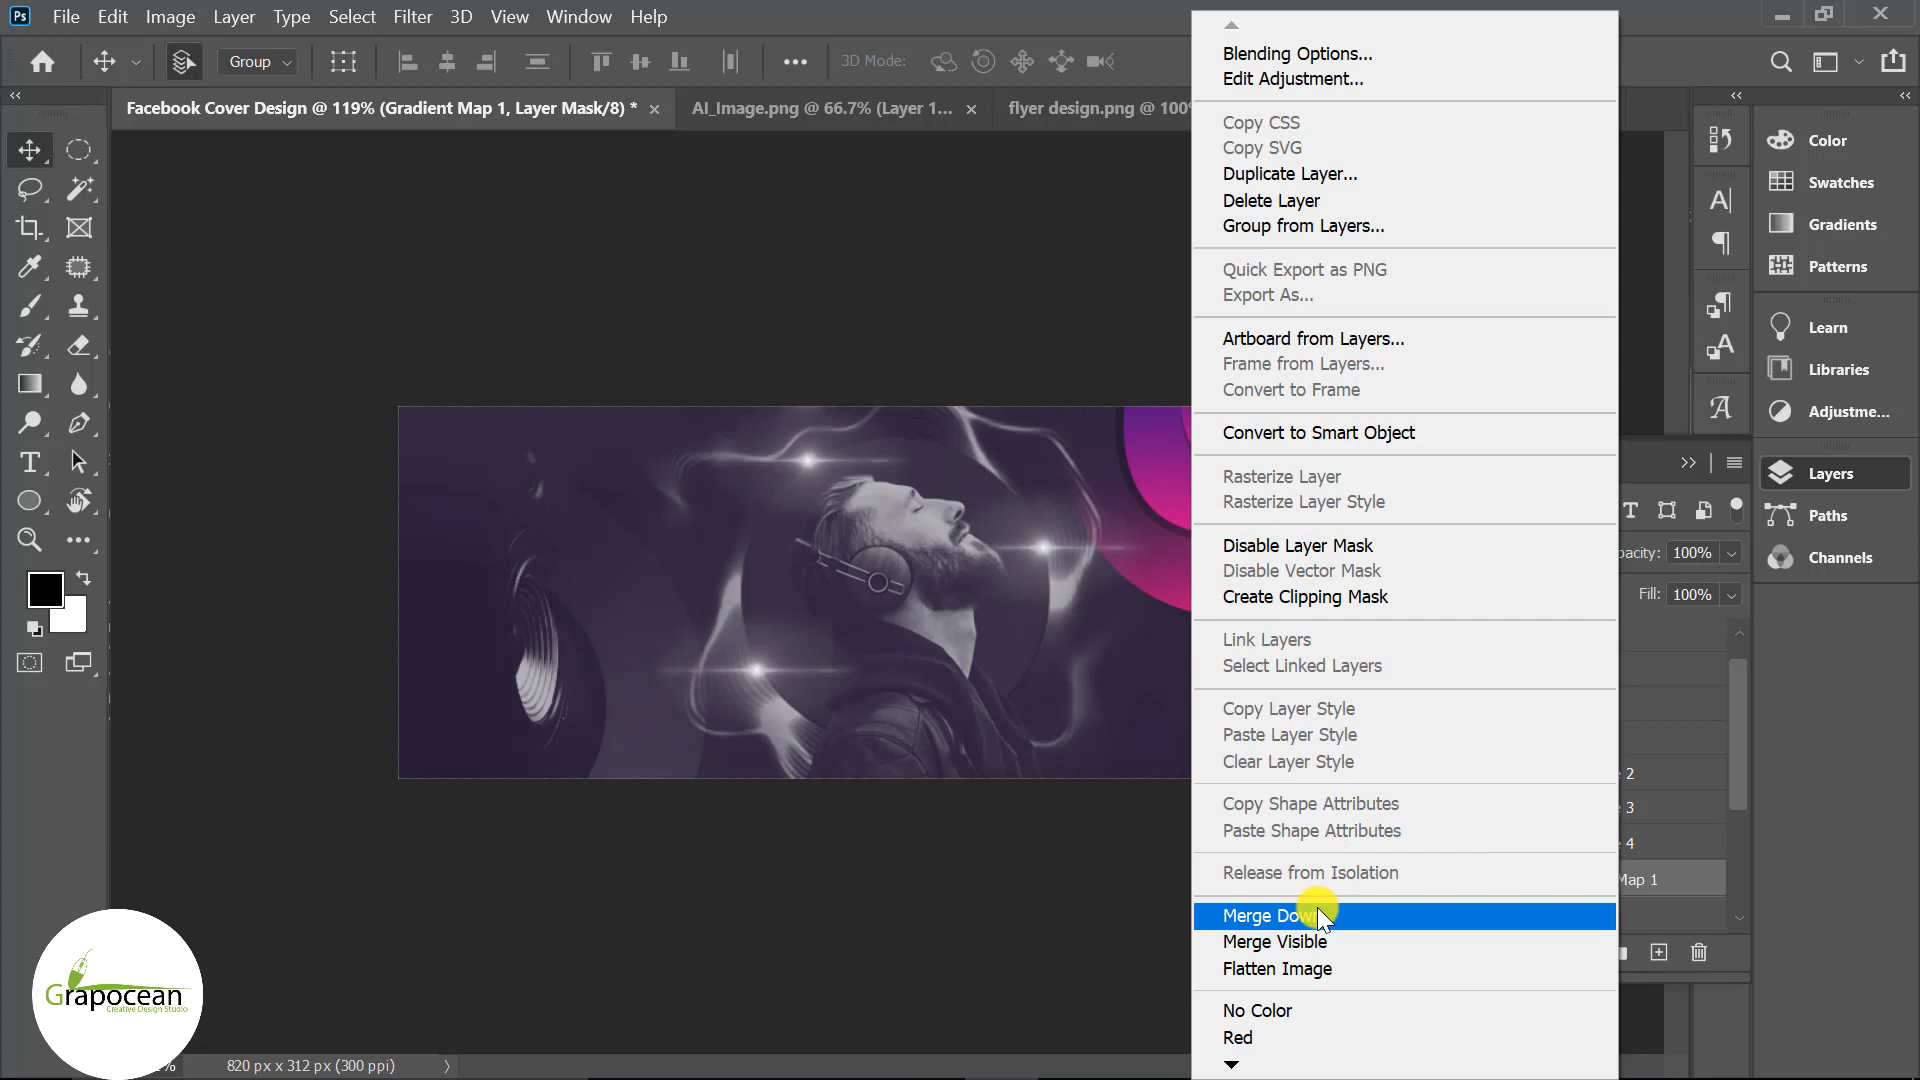 Ps File Edit Image Layer Type Select Filter 3D View Window Help
Group 3D Mode:
Facebook Cover Design @ 119% (Gradient Map 1, Layer Mask/8) *
AI_Image.png @ 66.7% (Layer 1...
flyer design.png @ 100%
Blending Options...
Edit Adjustment...
Copy CSS
Copy SVG
Duplicate Layer...
Delete Layer
Group from Layers...
Quick Export as PNG
Export As...
Artboard from Layers...
Frame from Layers...
Convert to Frame
Convert to Smart Object
Rasterize Layer
Rasterize Layer Style
Disable Layer Mask
Disable Vector Mask
Create Clipping Mask
Link Layers
Select Linked Layers
Copy Layer Style
Paste Layer Style
Clear Layer Style
Copy Shape Attributes
Paste Shape Attributes
Release from Isolation
Merge Down
Merge Visible
Flatten Image
No Color
Red
Color
Swatches
Gradients
Patterns
Learn
Libraries
Adjustme...
Layers
Paths
Channels
pacity: 100%
Fill: 100%
2
3
4
Map 1
Grapocean
Creative Design Studio
% 820 px x 312 px (300 ppi)